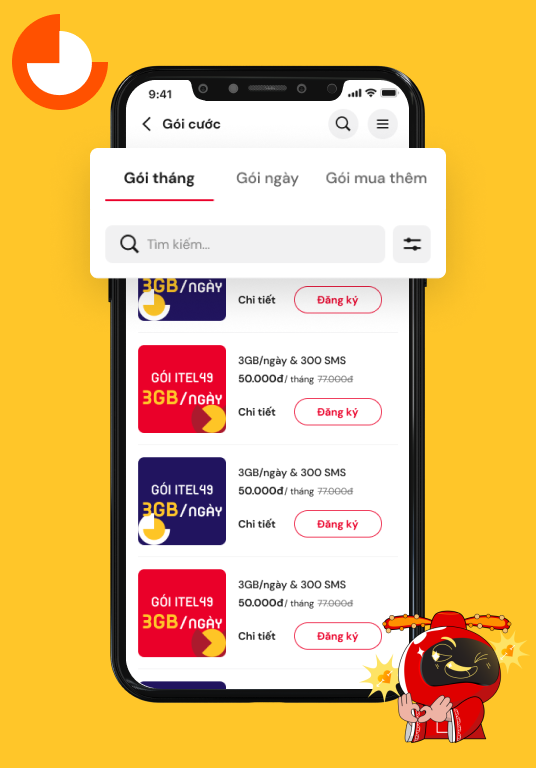 9:41
Gói cước
Gói tháng
Gói ngày
Gói mua thêm
Tìm kiếm...
3GB/NGÀY
Chi tiết
Đăng ký
GÓI ITEL49
3GB/NGÀY
3GB/ngày & 300 SMS
50.000đ/ tháng 77.000đ
Chi tiết
Đăng ký
GÓI ITEL49
3GB/NGÀY
3GB/ngày & 300 SMS
50.000đ/ tháng 77.000đ
Chi tiết
Đăng ký
GÓI ITEL49
3GB/NGÀY
3GB/ngày & 300 SMS
50.000đ/ tháng 77.000đ
Chi tiết
Đăng ký